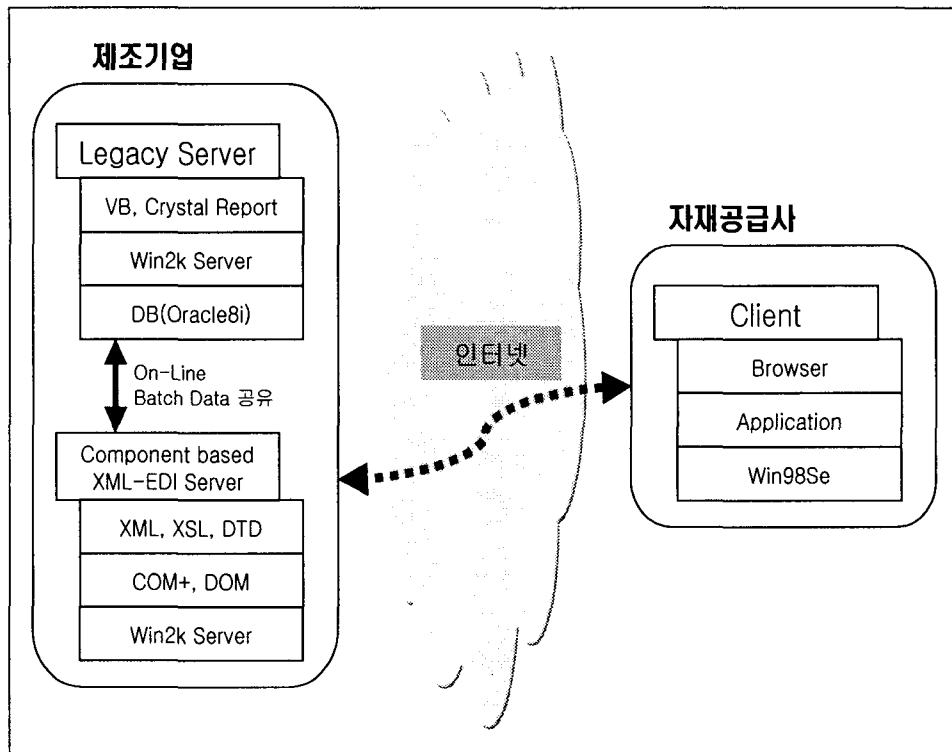 제조기업
Legacy Server
VB, Crystal Report
Win2k Server
DB(Oracle8i)
On-Line
Batch Data 공유
Component based
XML-EDI Server
XML, XSL, DTD
COM+, DOM
Win2k Server
인터넷
자재공급사
Client
Browser
Application
Win98Se